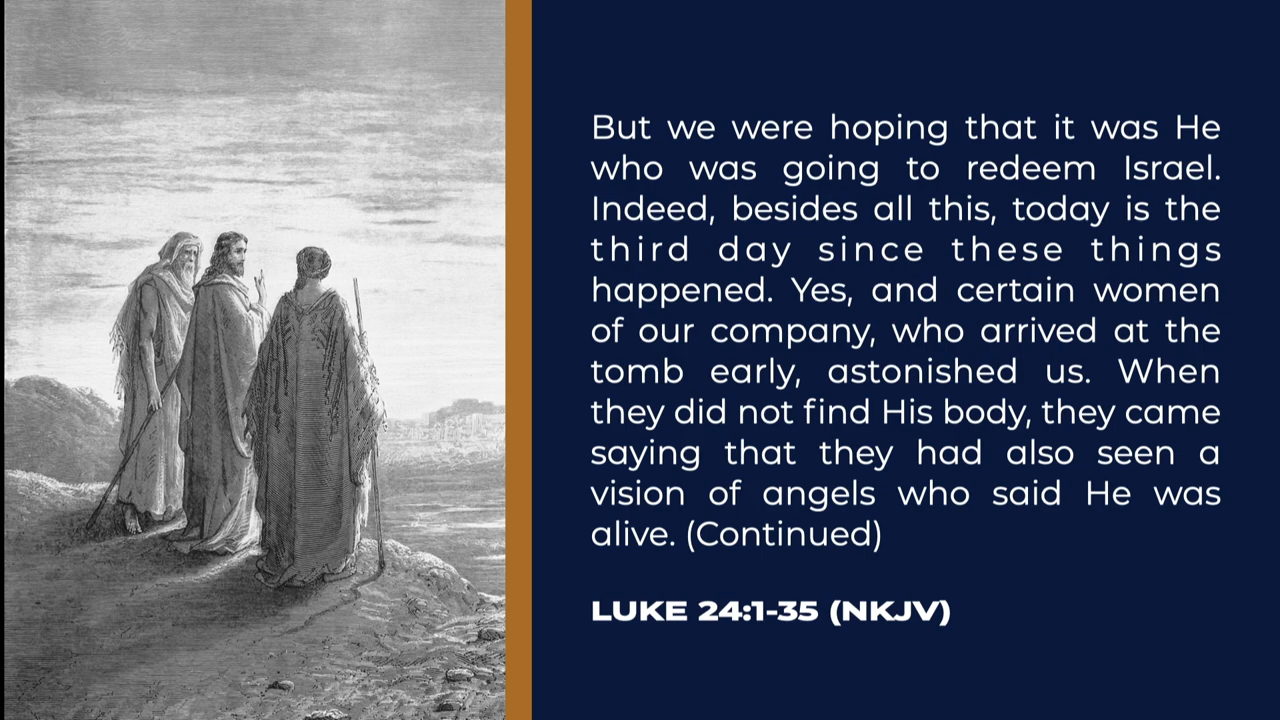 But we were hoping that it was He
who was going to redeem Israel.
Indeed, besides all this, today is the
third day since these things
happened. Yes, and certain women
of our company, who arrived at the
tomb early, astonished us. When
they did not find His body, they came
saying that they had also seen a
vision of angels who said He was
alive. (Continued)
LUKE 24:1-35 (NKJV)